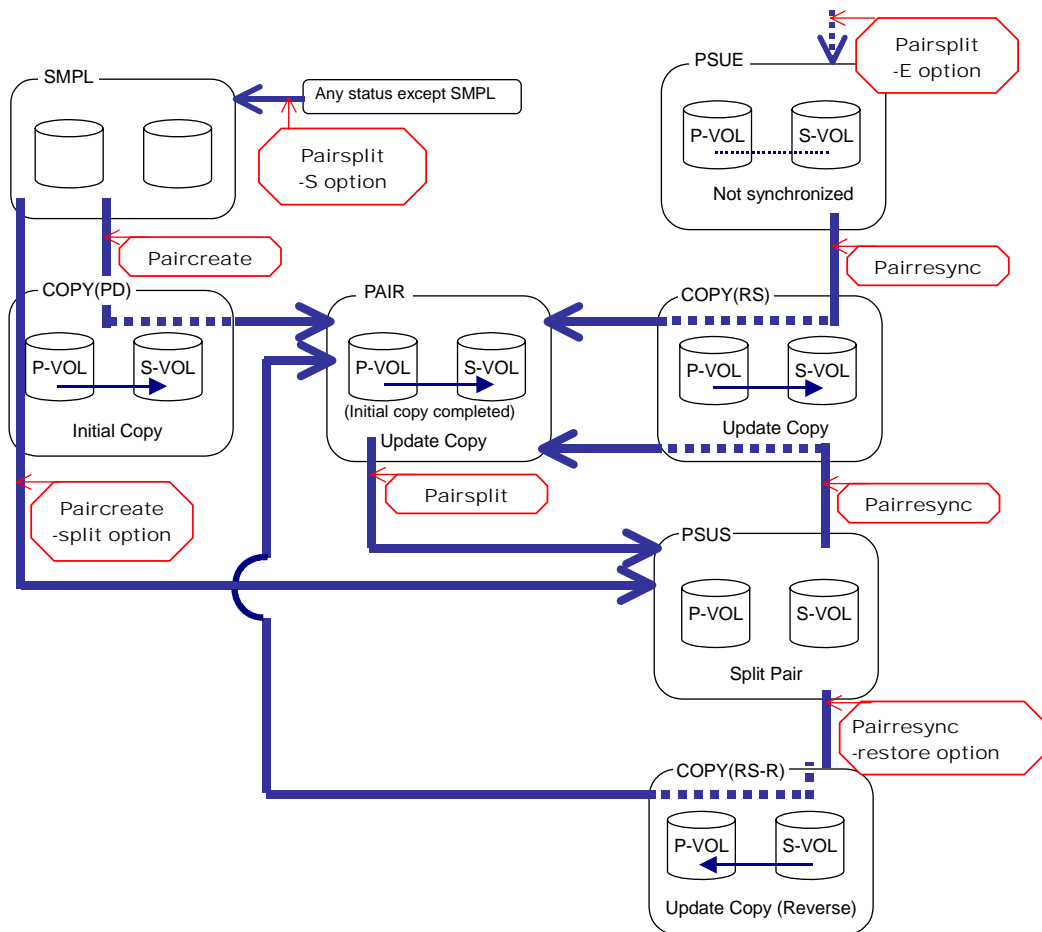 Pairsplit
-E option
PSUE
P-VOL
S-VOL
Not synchronized
SMPL
Any status except SMPL
Pairsplit
-S option
Paircreate
Pairresync
COPY(PD)
P-VOL
S-VOL
Initial Copy
PAIR
P-VOL
S-VOL
(Initial copy completed)
Update Copy
COPY(RS)
P-VOL
S-VOL
Update Copy
Paircreate
-split option
Pairsplit
Pairresync
PSUS
P-VOL
S-VOL
Split Pair
Pairresync
-restore option
COPY(RS-R)
P-VOL
S-VOL
Update Copy (Reverse)